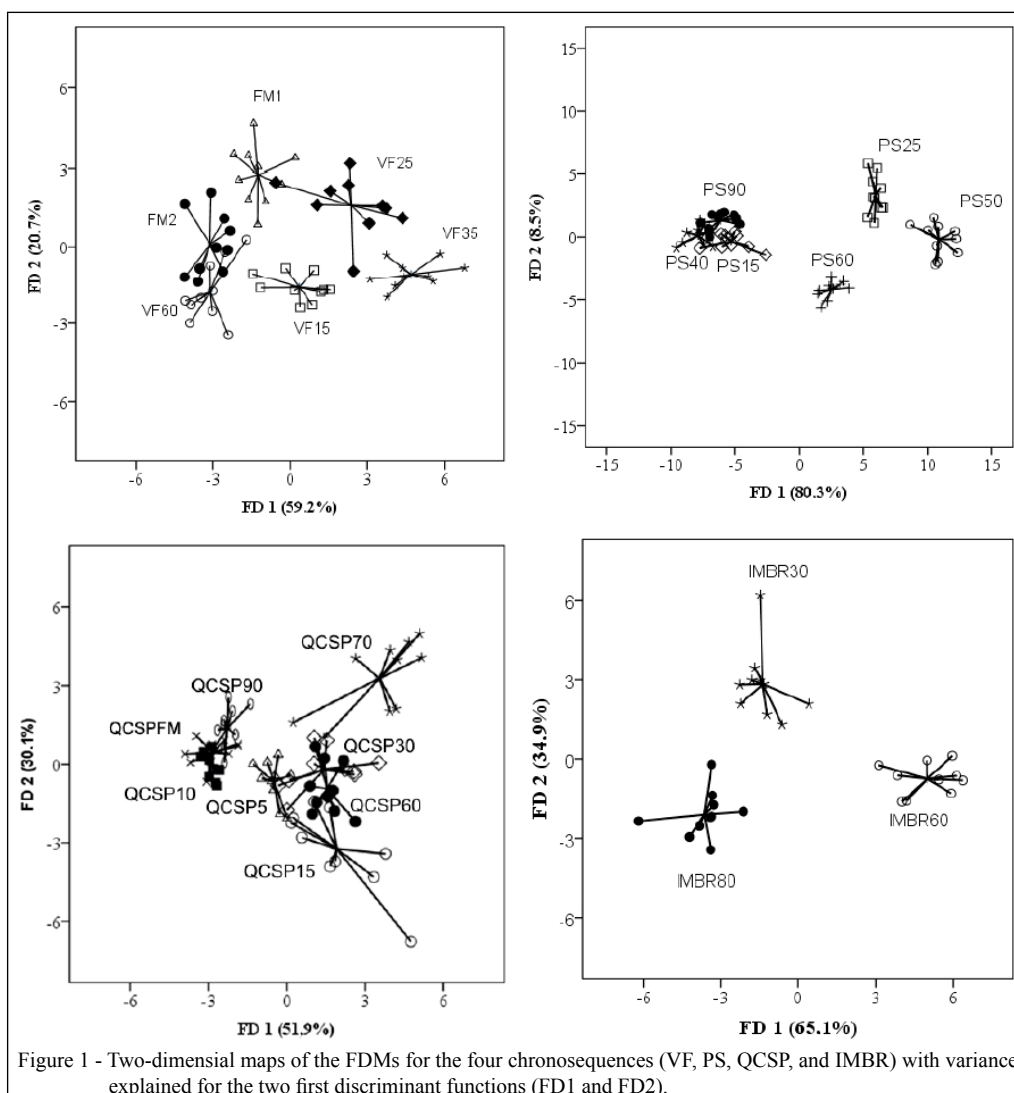 6
3
0
-3
-6
FD 2 (20.7%)
FM1
VF25
FM2
VF35
VF60
VF15
-6 -3 0 3 6
FD 1 (59.2%)
15
10
5
0
-5
-10
-15
FD 2 (8.5%)
PS25
PS90
PS50
PS40 PS15
PS60
-15 -10 -5 0 5 10 15
FD 1 (80.3%)
6
3
0
-3
-6
FD 2 (30.1%)
QCSP70
QCSP90
QCSPFM
QCSP30
QCSP10
QCSP5
QCSP60
QCSP15
-6 -3 0 3 6
FD 1 (51.9%)
6
3
0
-3
-6
FD 2 (34.9%)
IMBR30
IMBR60
IMBR80
-6 -3 0 3 6
FD 1 (65.1%)
Figure 1 - Two-dimensial maps of the FDMs for the four chronosequences (VF, PS, QCSP, and IMBR) with variance
explained for the two first discriminant functions (FD1 and FD2).